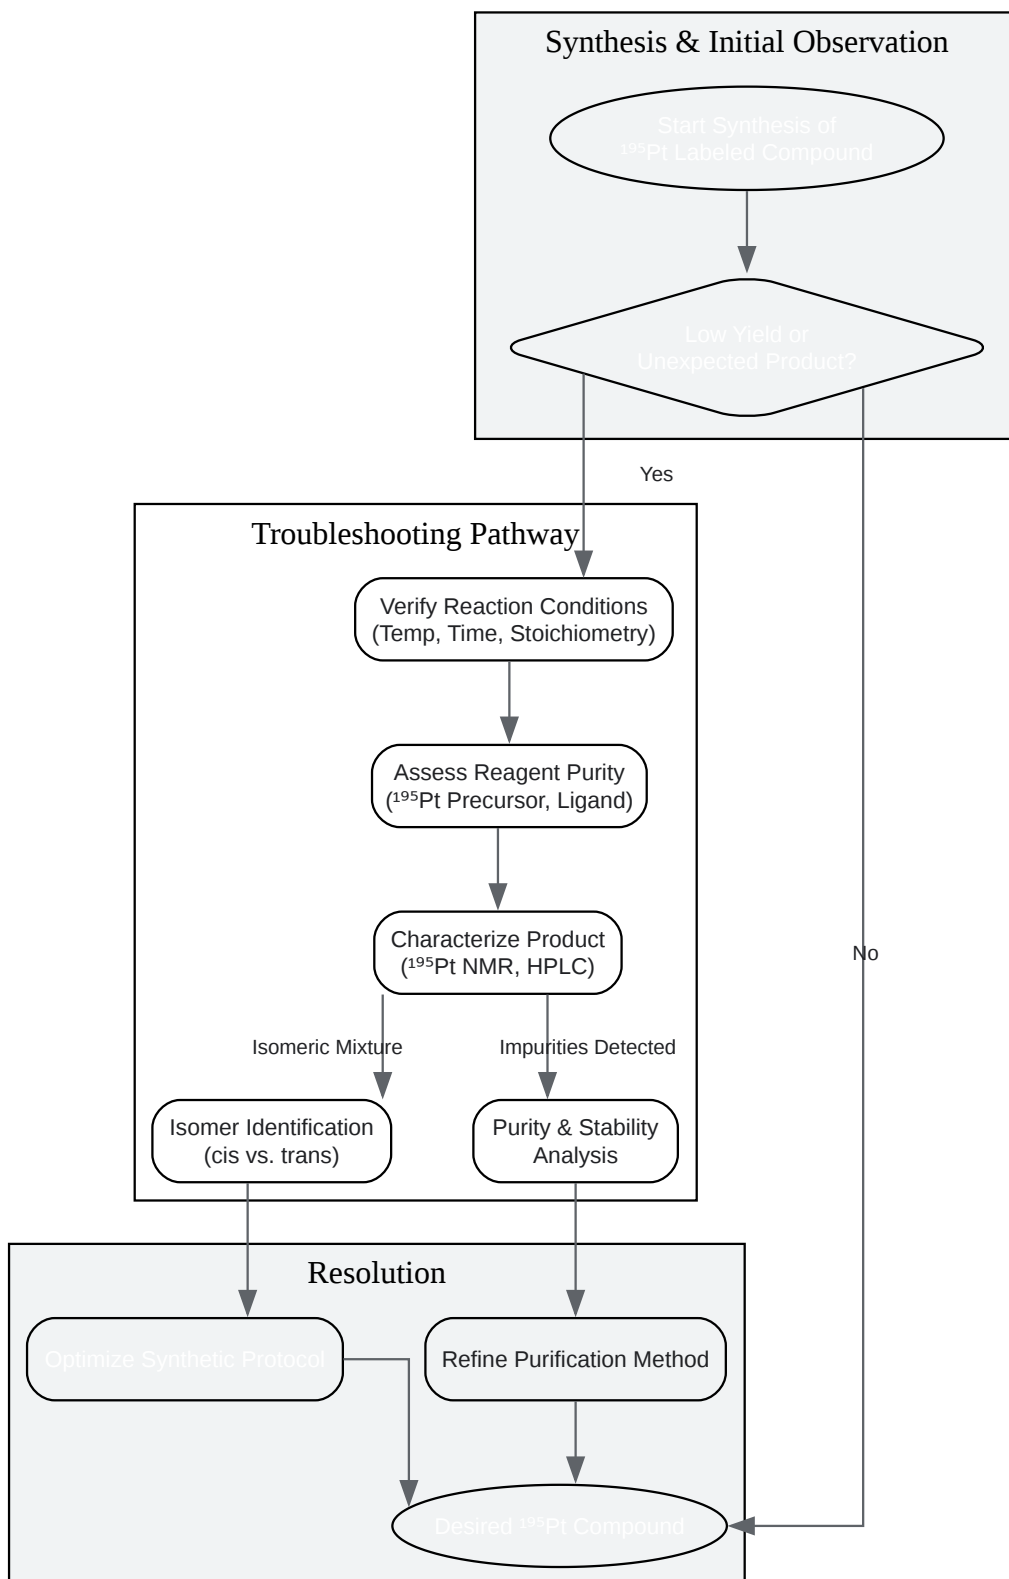 Synthesis & Initial Observation
Start Synthesis of
¹⁹⁵Pt Labeled Compound
Low Yield or
Unexpected Product?
Yes
Troubleshooting Pathway
Verify Reaction Conditions
(Temp, Time, Stoichiometry)
Assess Reagent Purity
(¹⁹⁵Pt Precursor, Ligand)
Characterize Product
(¹⁹⁵Pt NMR, HPLC)
No
Isomeric Mixture
Impurities Detected
Isomer Identification
(cis vs. trans)
Purity & Stability
Analysis
Resolution
Optimize Synthetic Protocol
Refine Purification Method
Desired ¹⁹⁵Pt Compound